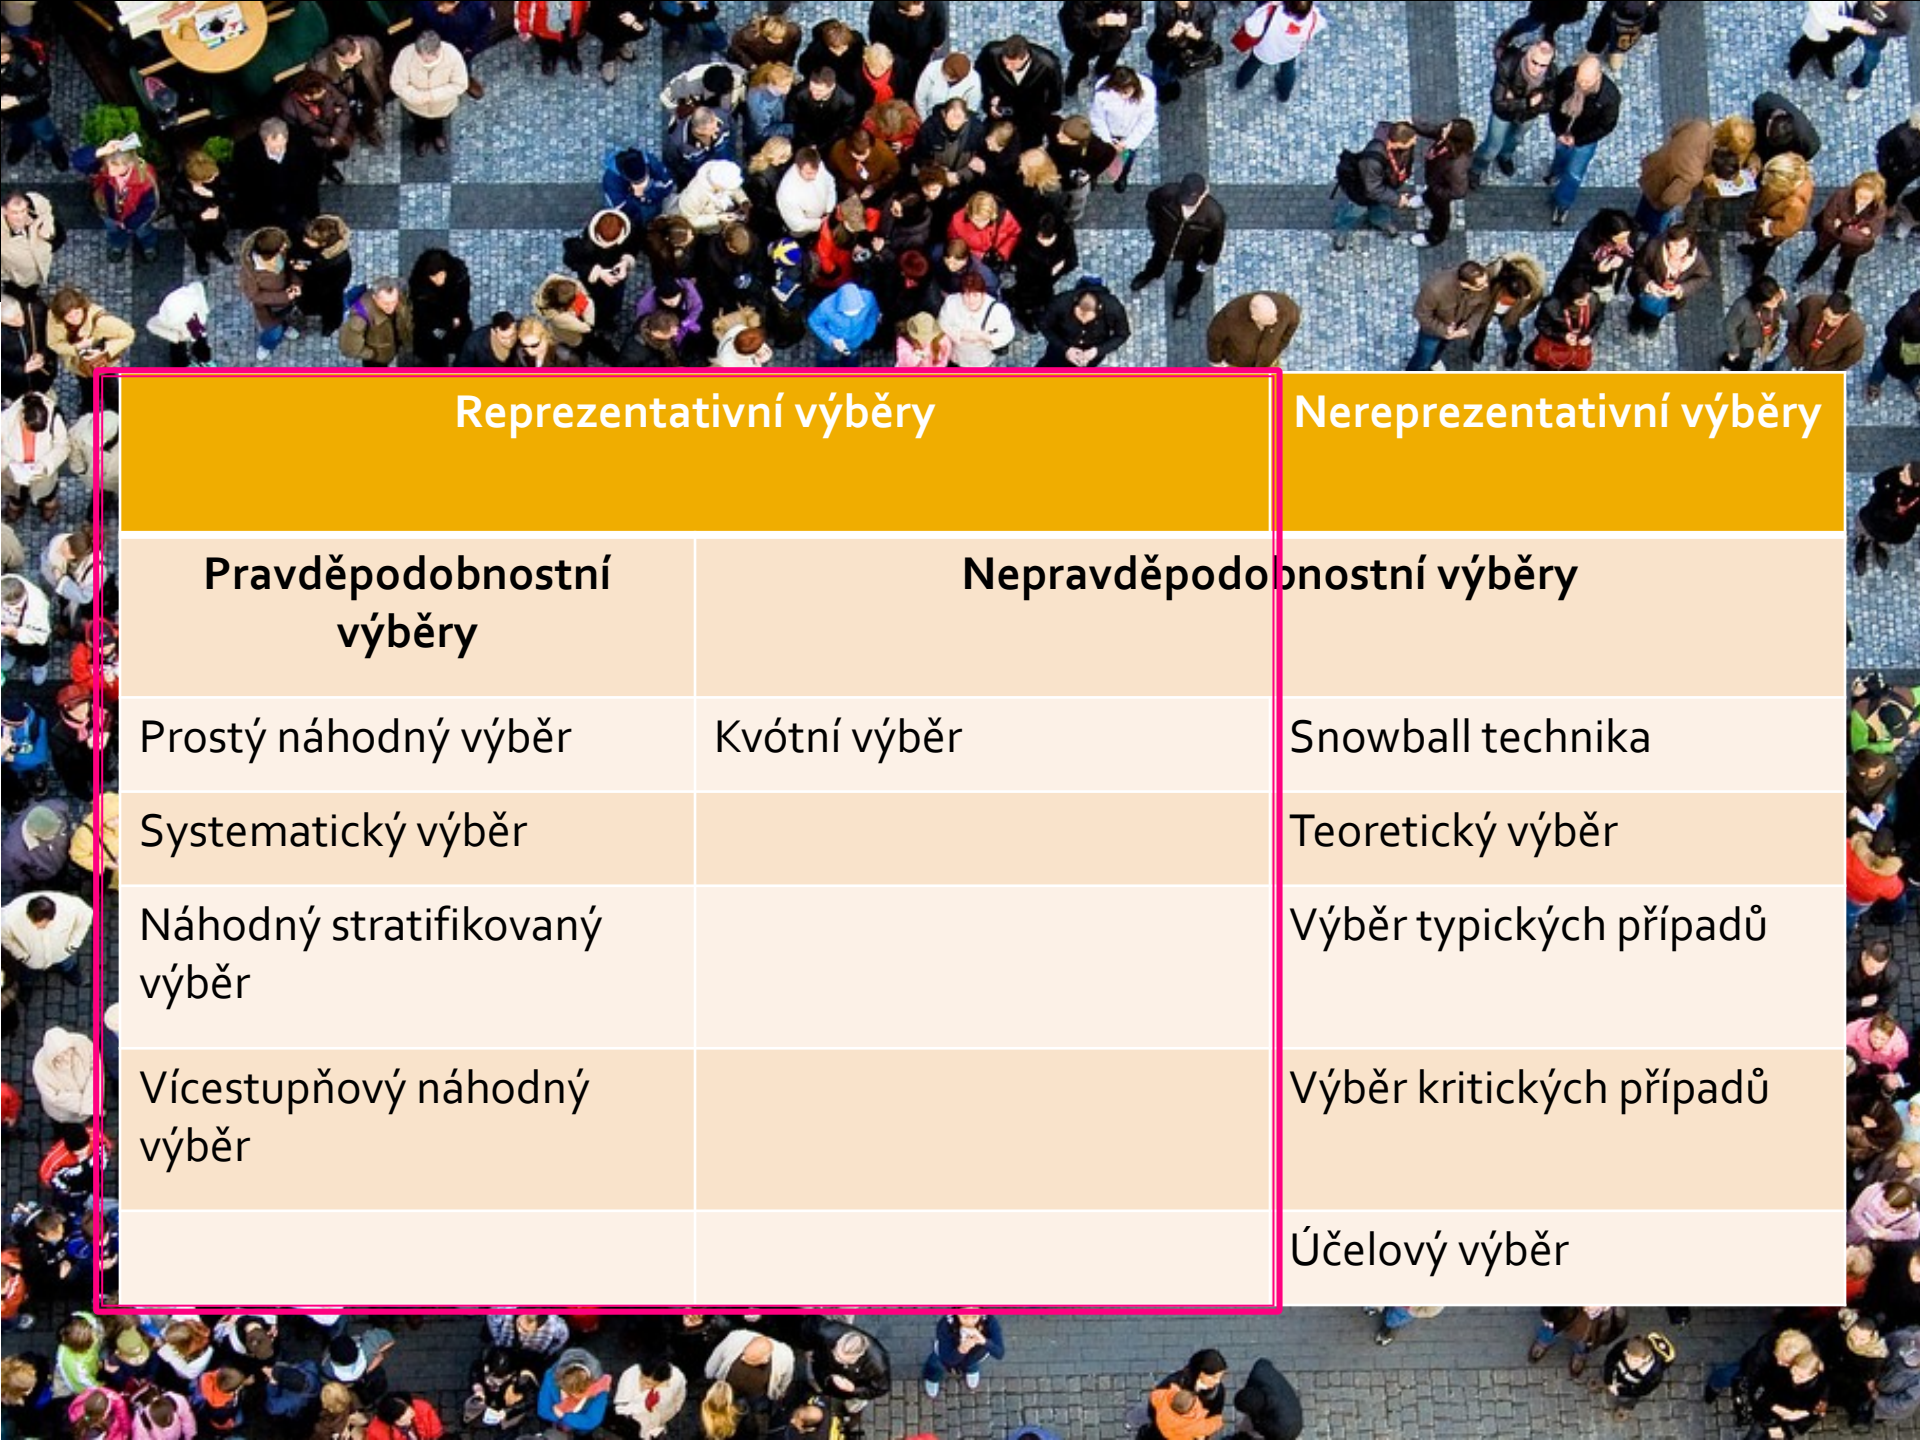 Reprezentativní výběry
Nereprezentativní výběry
Pravděpodobnostní
výběry
Nepravděpodobnostní výběry
Prostý náhodný výběr
Kvótní výběr
Snowball technika
Systematický výběr
Teoretický výběr
Náhodný stratifikovaný
výběr
Výběr typických případů
Vícestupňový náhodný
výběr
Výběr kritických případů
Účelový výběr